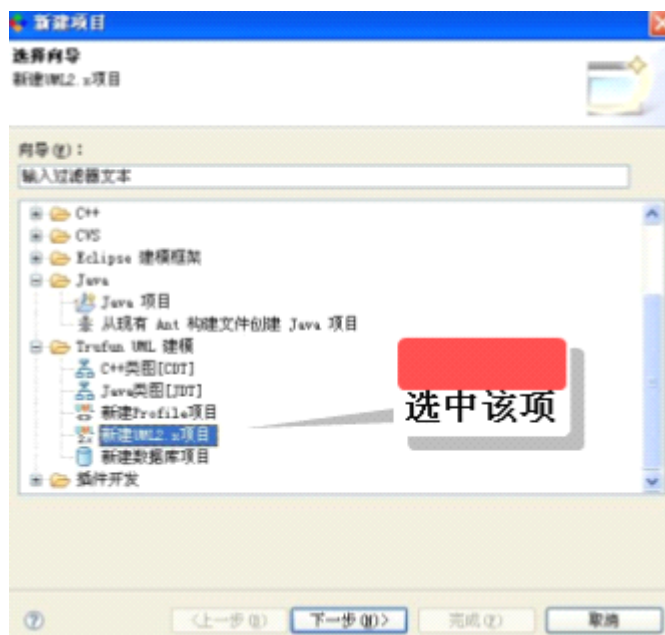 新建项目
选择向导
新建UML2.x项目
向导(W)：
输入过滤器文本
C++
CVS
Eclipse 建模框架
Java
Java 项目
从现有 Ant 构建文件创建 Java 项目
Trufun UML 建模
C++类图[CDT]
Java类图[JDT]
新建Profile项目
新建UML2.x项目
新建数据库项目
插件开发
选中该项
<上一步(B)
下一步(N)>
完成(F)
取消